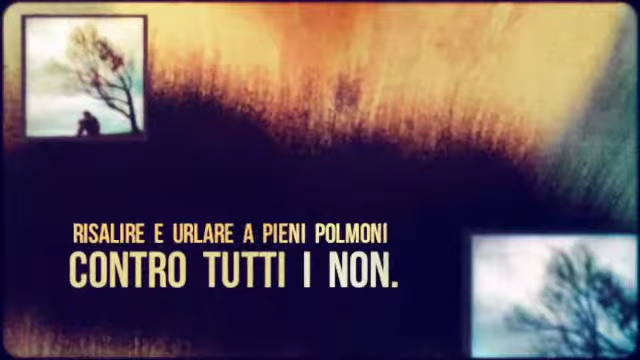 RISALIRE E URLARE A PIENI POLMONI
CONTRO TUTTI I NON.